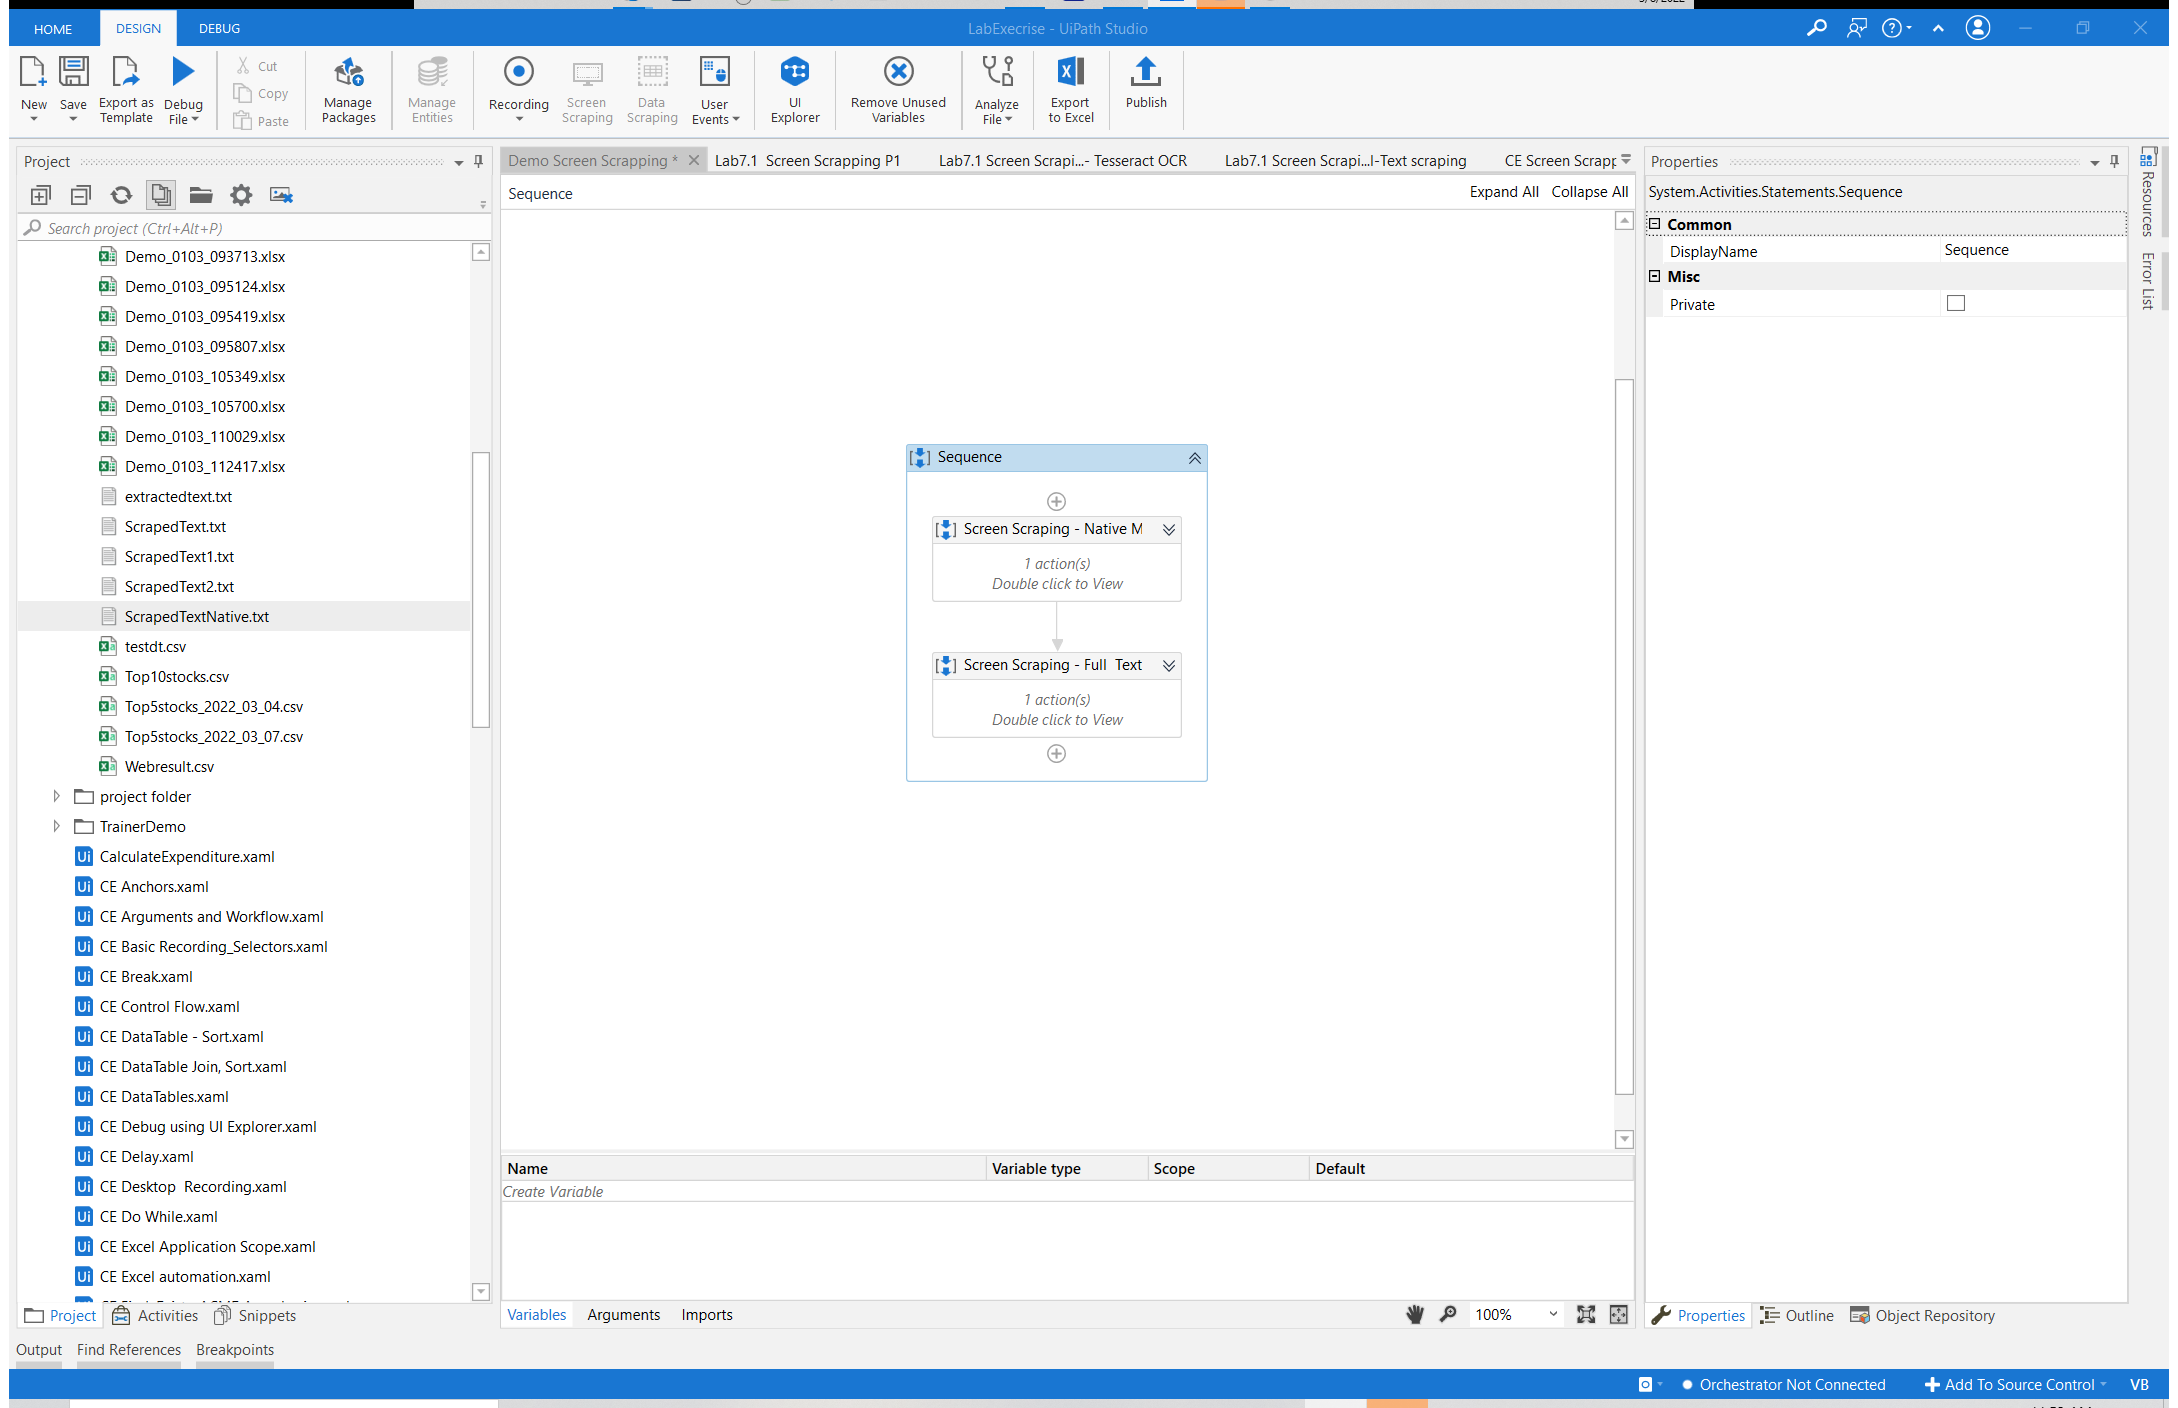 HOME DESIGN DEBUG LabExecrise - UiPath Studio
New Save Export as Template Debug File Cut Copy Paste Manage Packages Manage Entities Recording Screen Scraping Data Scraping User Events UI Explorer Remove Unused Variables Analyze File Export to Excel Publish
Project
Search project (Ctrl+Alt+P)
Demo_0103_093713.xlsx
Demo_0103_095124.xlsx
Demo_0103_095419.xlsx
Demo_0103_095807.xlsx
Demo_0103_105349.xlsx
Demo_0103_105700.xlsx
Demo_0103_110029.xlsx
Demo_0103_112417.xlsx
extractedtext.txt
ScrapedText.txt
ScrapedText1.txt
ScrapedText2.txt
ScrapedTextNative.txt
testdt.csv
Top10stocks.csv
Top5stocks_2022_03_04.csv
Top5stocks_2022_03_07.csv
Webresult.csv
project folder
TrainerDemo
CalculateExpenditure.xaml
CE Anchors.xaml
CE Arguments and Workflow.xaml
CE Basic Recording_Selectors.xaml
CE Break.xaml
CE Control Flow.xaml
CE DataTable - Sort.xaml
CE DataTable Join, Sort.xaml
CE DataTables.xaml
CE Debug using UI Explorer.xaml
CE Delay.xaml
CE Desktop Recording.xaml
CE Do While.xaml
CE Excel Application Scope.xaml
CE Excel automation.xaml
Project Activities Snippets
Output Find References Breakpoints
Demo Screen Scrapping * Lab7.1 Screen Scrapping P1 Lab7.1 Screen Scrapi...- Tesseract OCR Lab7.1 Screen Scrapi...l-Text scraping CE Screen Scrapp
Sequence Expand All Collapse All
Sequence
Screen Scraping - Native M
1 action(s)
Double click to View
Screen Scraping - Full Text
1 action(s)
Double click to View
Name Variable type Scope Default
Create Variable
Variables Arguments Imports 100%
Properties
System.Activities.Statements.Sequence
Common
DisplayName Sequence
Misc
Private
Properties Outline Object Repository
Resources
Error List
Orchestrator Not Connected Add To Source Control VB